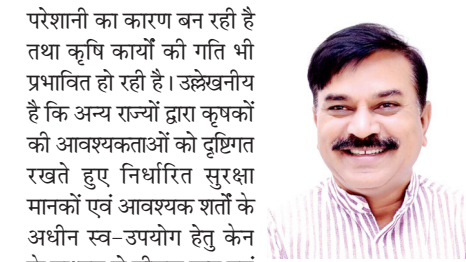 परेशानी का कारण बन रही है
तथा कृषि कार्यों की गति भी
प्रभावित हो रही है। उल्लेखनीय
है कि अन्य राज्यों द्वारा कृषकों
की आवश्यकताओं को दृष्टिगत
रखते हुए निर्धारित सुरक्षा
मानकों एवं आवश्यक शर्तों के
अधीन स्व-उपयोग हेतु केन